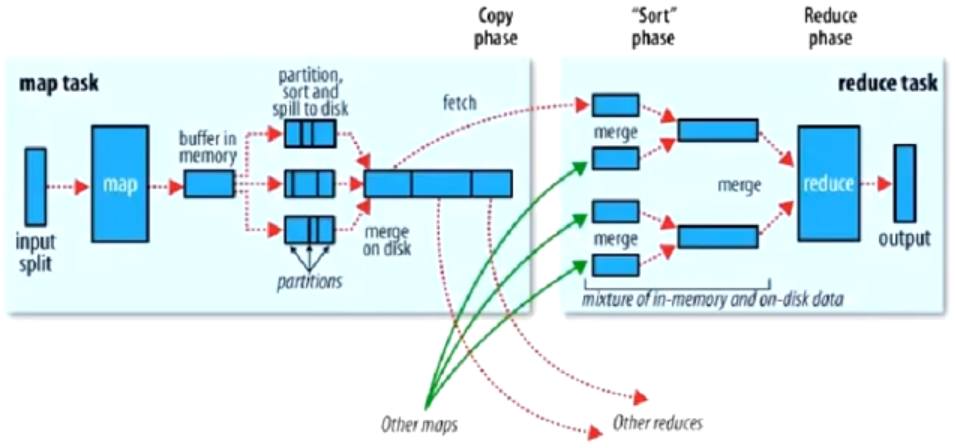 Copy
phase
"Sort"
phase
Reduce
phase
map task
partition,
sort and
spill to disk
fetch
reduce task
buffer in
memory
merge
map
merge
reduce
input
split
merge
on disk
merge
output
partitions
mixture of in-memory and on-disk data
Other maps
Other reduces